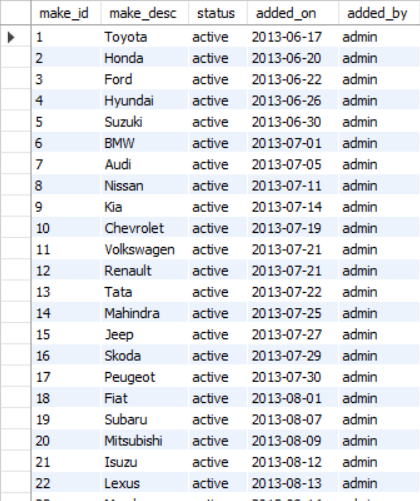 make_id make_desc status added_on added_by
1 Toyota active 2013-06-17 admin
2 Honda active 2013-06-20 admin
3 Ford active 2013-06-22 admin
4 Hyundai active 2013-06-26 admin
5 Suzuki active 2013-06-30 admin
6 BMW active 2013-07-01 admin
7 Audi active 2013-07-05 admin
8 Nissan active 2013-07-11 admin
9 Kia active 2013-07-14 admin
10 Chevrolet active 2013-07-19 admin
11 Volkswagen active 2013-07-21 admin
12 Renault active 2013-07-21 admin
13 Tata active 2013-07-22 admin
14 Mahindra active 2013-07-25 admin
15 Jeep active 2013-07-27 admin
16 Skoda active 2013-07-29 admin
17 Peugeot active 2013-07-30 admin
18 Fiat active 2013-08-01 admin
19 Subaru active 2013-08-07 admin
20 Mitsubishi active 2013-08-09 admin
21 Isuzu active 2013-08-12 admin
22 Lexus active 2013-08-13 admin